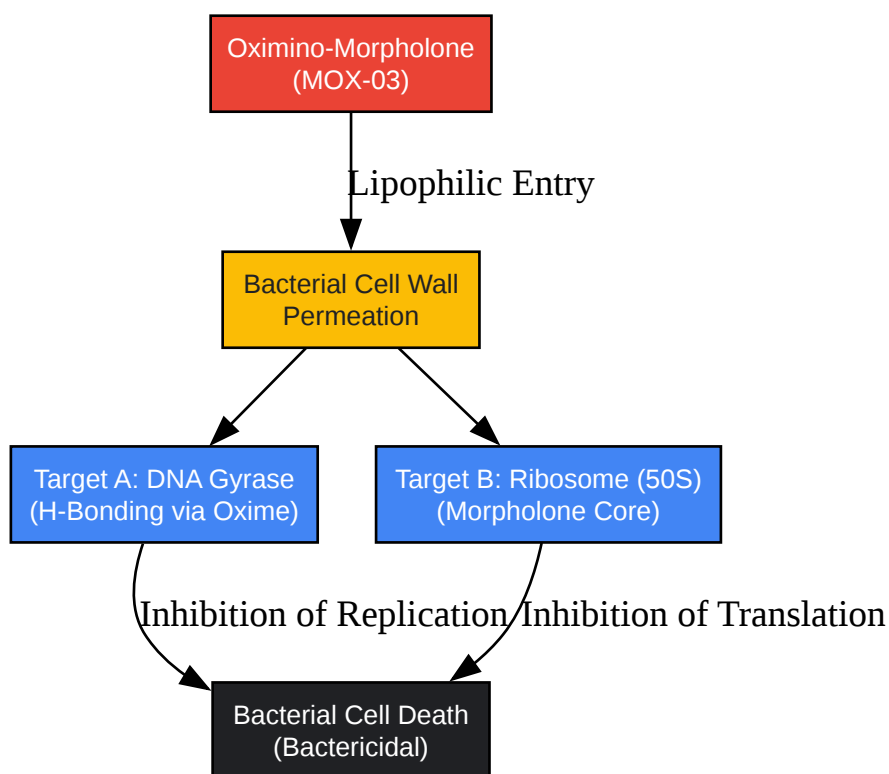 Oximino-Morpholone
(MOX-03)
Lipophilic Entry
Bacterial Cell Wall
Permeation
Target A: DNA Gyrase
(H-Bonding via Oxime)
Target B: Ribosome (50S)
(Morpholone Core)
Inhibition of Replication
Inhibition of Translation
Bacterial Cell Death
(Bactericidal)